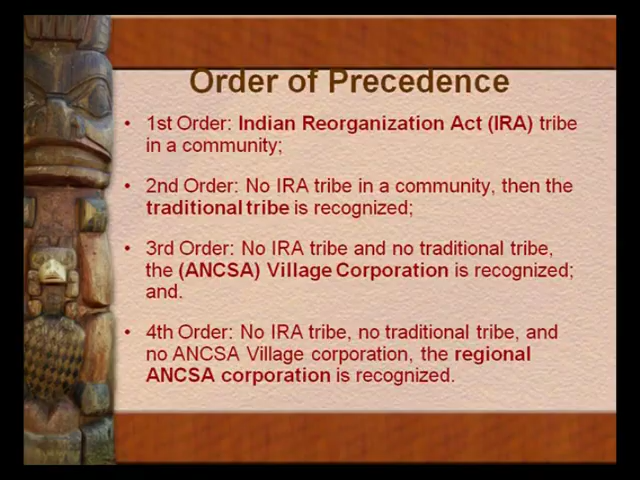 Order of Precedence
• 1st Order: Indian Reorganization Act (IRA) tribe
in a community;
• 2nd Order: No IRA tribe in a community, then the
traditional tribe is recognized;
• 3rd Order: No IRA tribe and no traditional tribe,
the (ANCSA) Village Corporation is recognized;
and.
• 4th Order: No IRA tribe, no traditional tribe, and
no ANCSA Village corporation, the regional
ANCSA corporation is recognized.